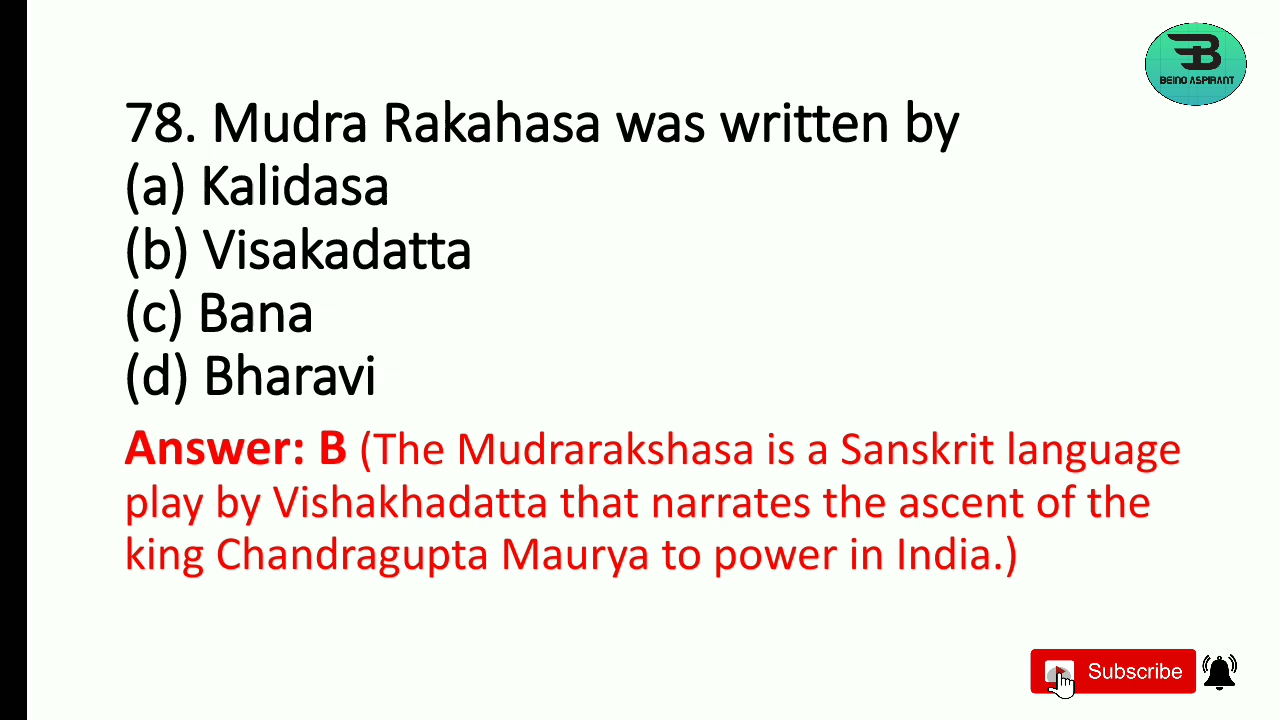 BEING ASPIRANT
78. Mudra Rakahasa was written by
(a) Kalidasa
(b) Visakadatta
(c) Bana
(d) Bharavi
Answer: B (The Mudrarakshasa is a Sanskrit language
play by Vishakhadatta that narrates the ascent of the
king Chandragupta Maurya to power in India.)
Subscribe